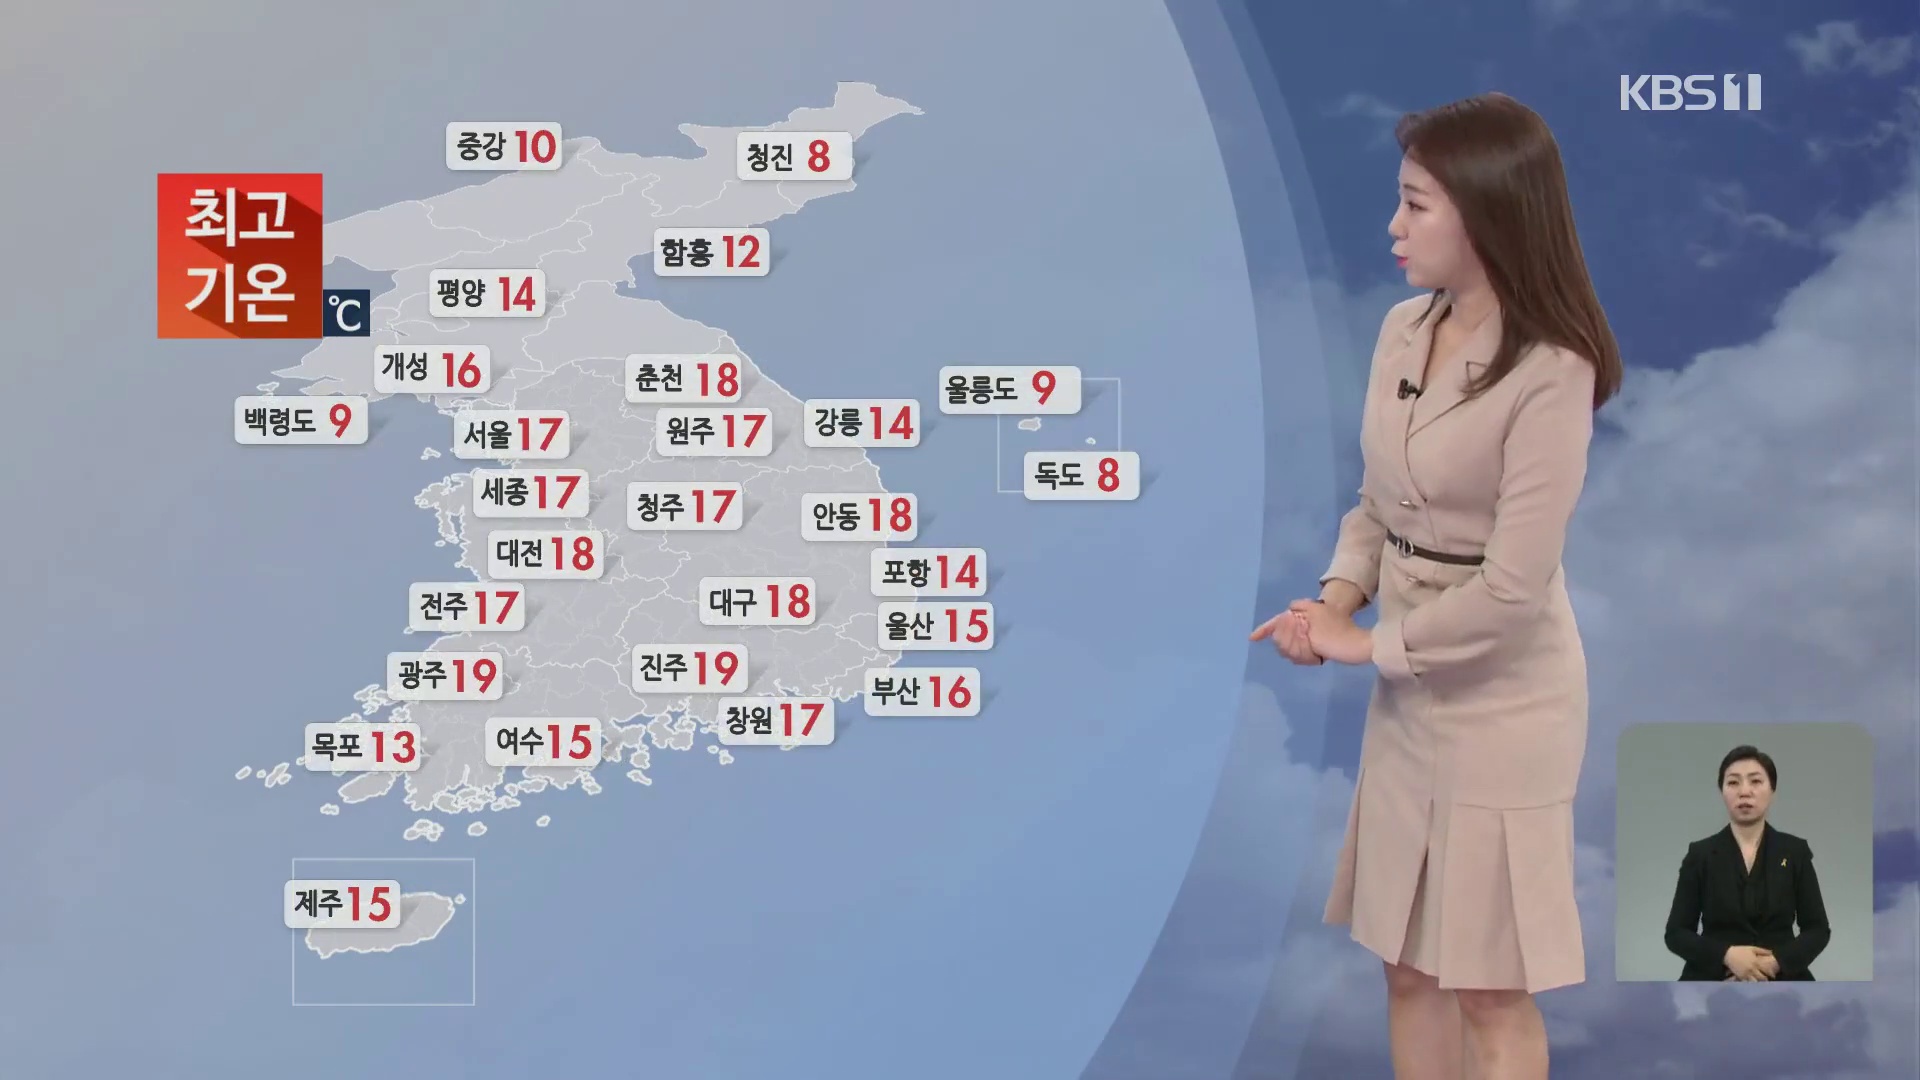 KBS 1
최고
기온
℃
중강 10
청진 8
함흥 12
평양 14
개성 16
춘천 18
울릉도 9
백령도 9
서울 17
원주 17
강릉 14
독도 8
세종 17
청주 17
안동 18
대전 18
포항 14
전주 17
대구 18
울산 15
광주 19
진주 19
부산 16
창원 17
목포 13
여수 15
제주 15